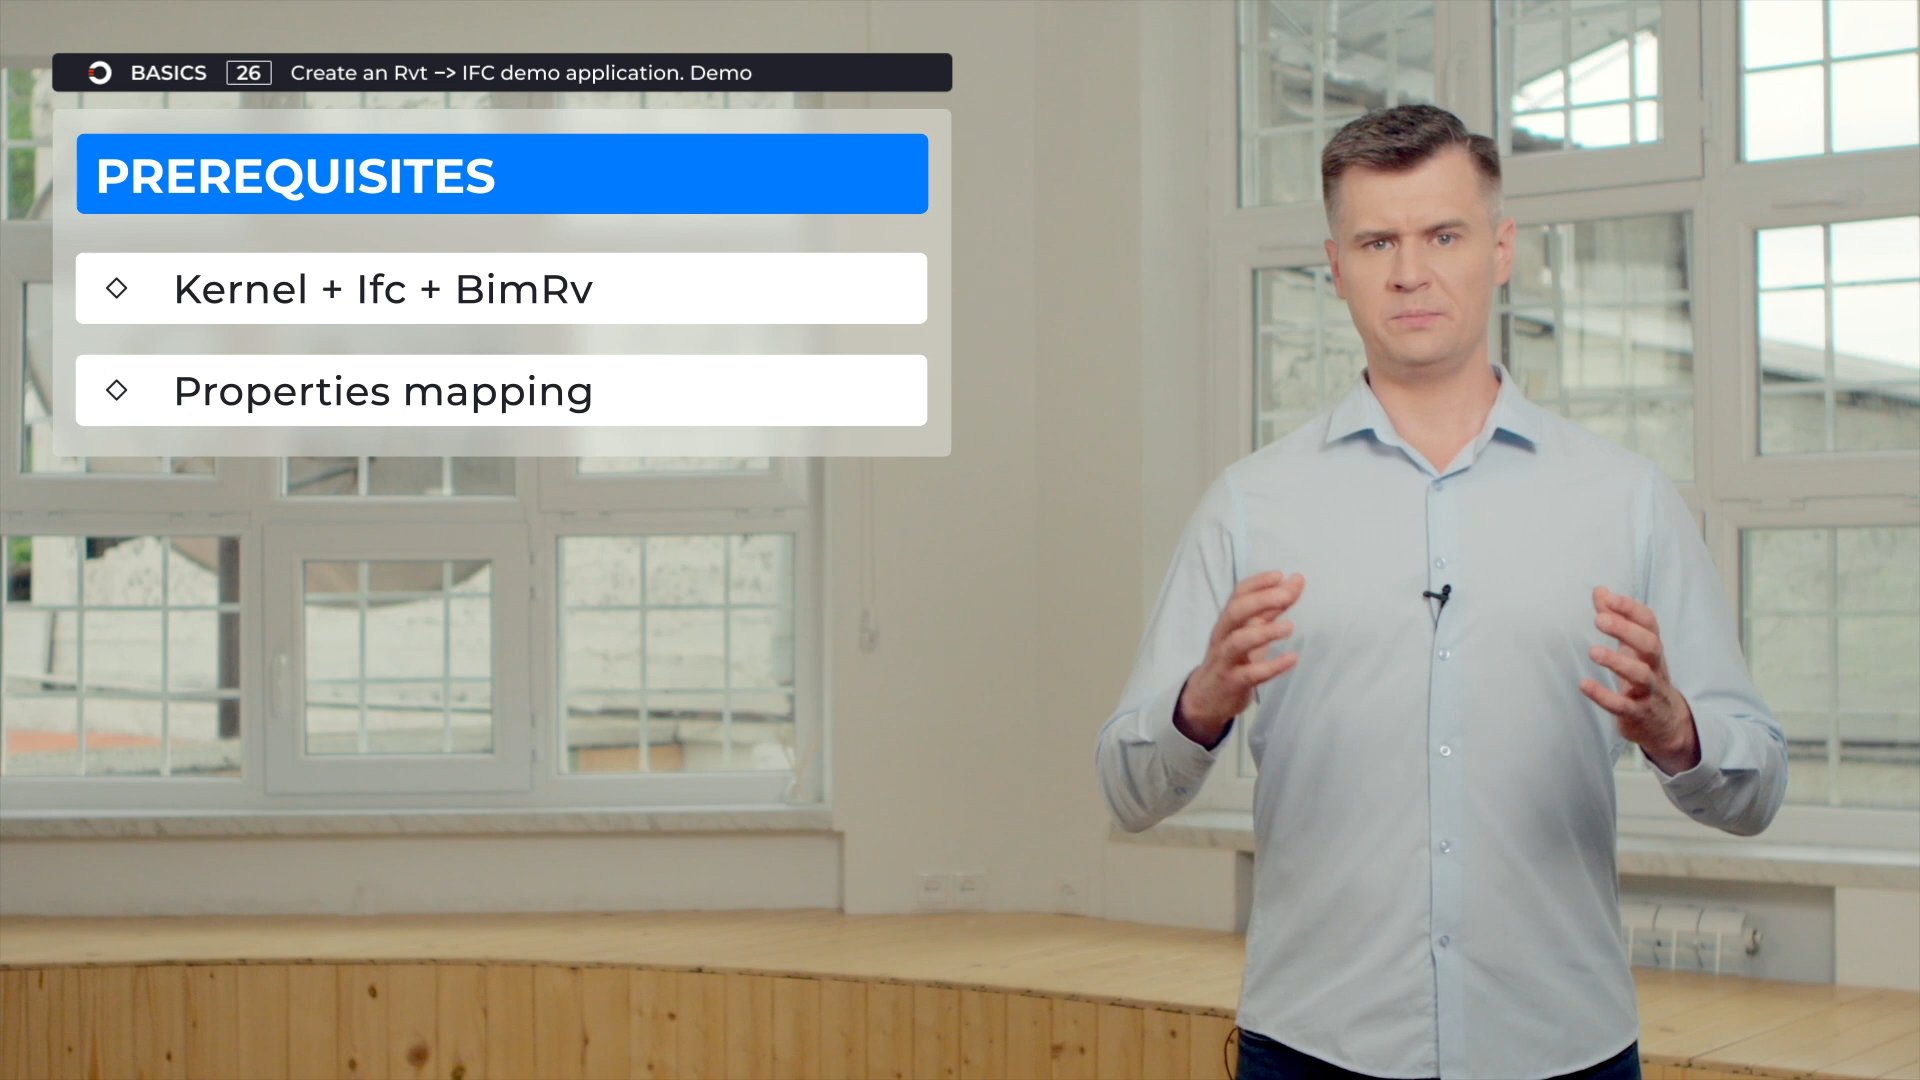 BASICS 26 Create an Rvt –> IFC demo application. Demo
PREREQUISITES
Kernel + Ifc + BimRv
Properties mapping